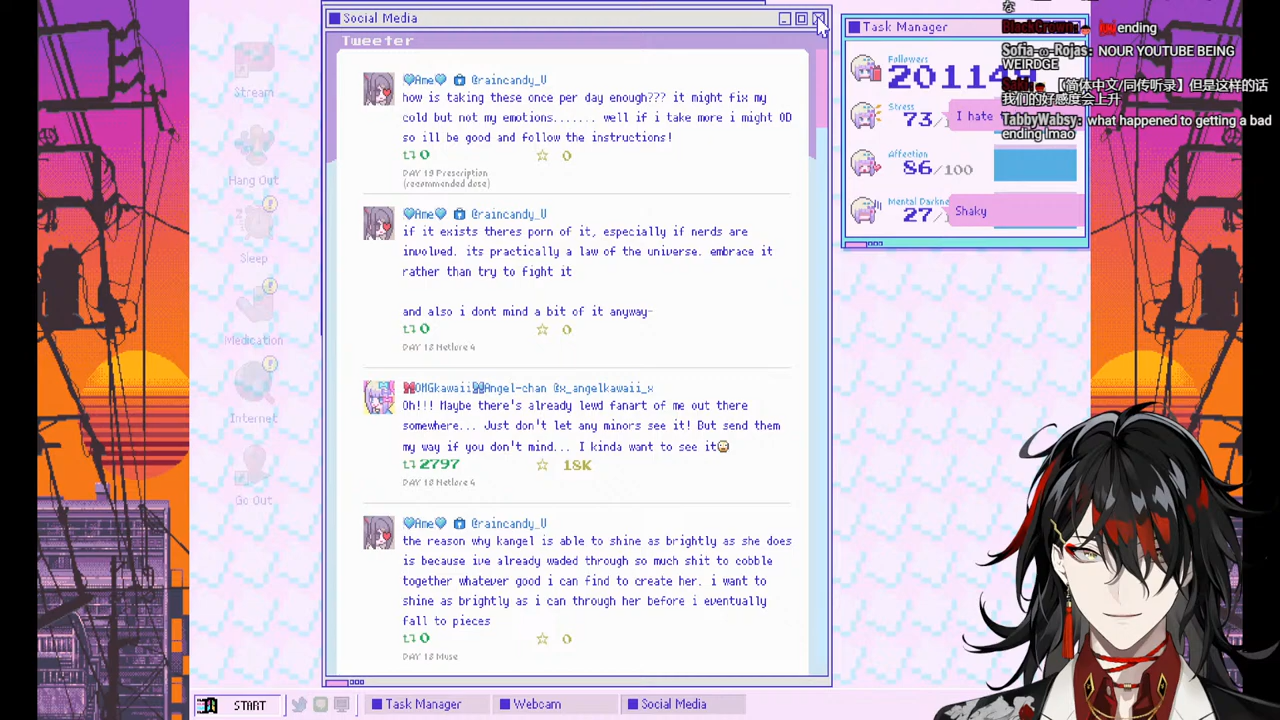 Social Media
Tweeter
Ame @raincandy_U
how is taking these once per day enough??? it might fix my
cold but not my emotions....... well if i take more i might OD
so ill be good and follow the instructions!
0 0
DAY 19 Prescription
(recommended dose)
Ame @raincandy_U
if it exists theres porn of it, especially if nerds are
involved. its practically a law of the universe. embrace it
rather than try to fight it
and also i dont mind a bit of it anyway~
0 0
DAY 18 Netlore 4
OMGkawaiiAngel-chan @x_angelkawaii_x
Oh!!! Maybe there's already lewd fanart of me out there
somewhere... Just don't let any minors see it! But send them
my way if you don't mind... I kinda want to see it
2797 18K
DAY 18 Netlore 4
Ame @raincandy_U
the reason why kangel is able to shine as brightly as she does
is because ive already waded through so much shit to cobble
together whatever good i can find to create her. i want to
shine as brightly as i can through her before i eventually
fall to pieces
0 0
DAY 18 Muse
Stream
Hang Out
Sleep
Medication
Internet
Go Out
Task Manager
Followers
Stress
73/
I hate
Affection
86/100
Mental Darkne
27/
Shaky
な
BlackCrown: ending
Sofia-ω-Rojas: NOUR YOUTUBE BEING
WEIRDGE
Saki: 【简体中文/同传听录】但是这样的话
我们的好感度会上升
TabbyWabsy: what happened to getting a bad
ending lmao
START
Task Manager
Webcam
Social Media